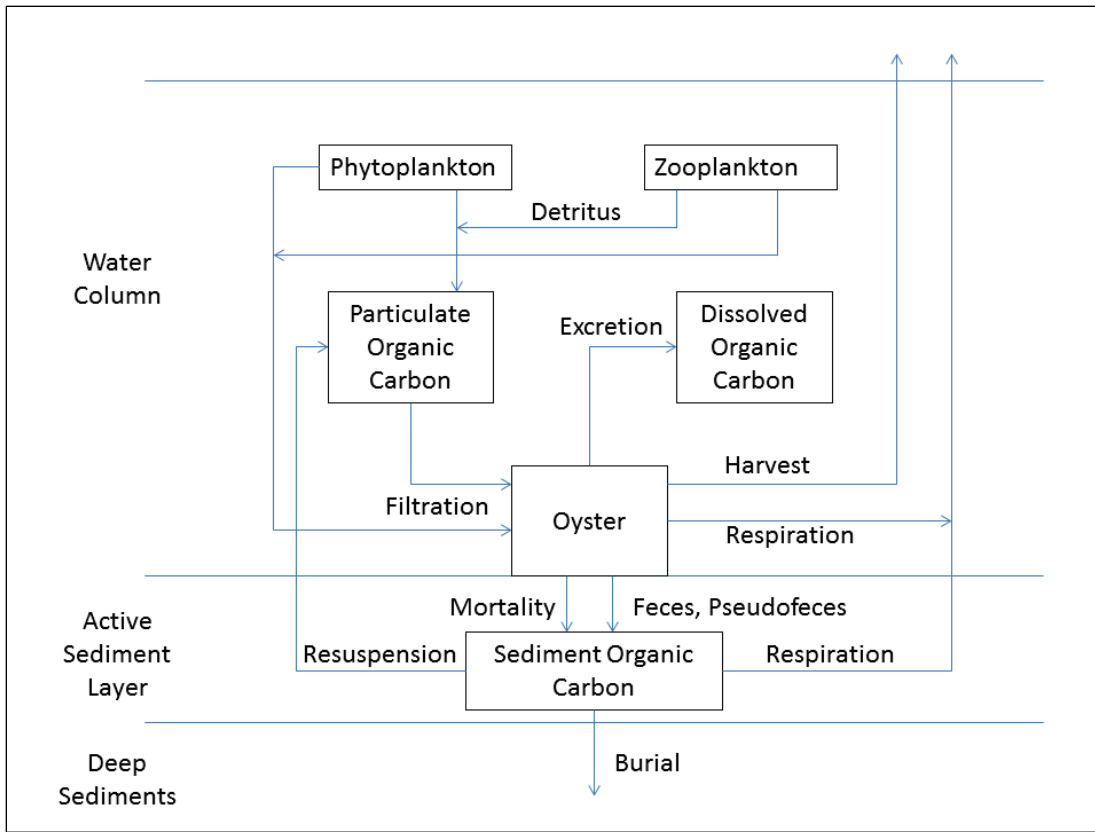 Phytoplankton
Zooplankton
Detritus
Water
Column
Particulate
Organic
Carbon
Excretion
Dissolved
Organic
Carbon
Harvest
Filtration
Oyster
Respiration
Active
Sediment
Layer
Mortality
Feces, Pseudofeces
Resuspension
Sediment Organic
Carbon
Respiration
Deep
Sediments
Burial